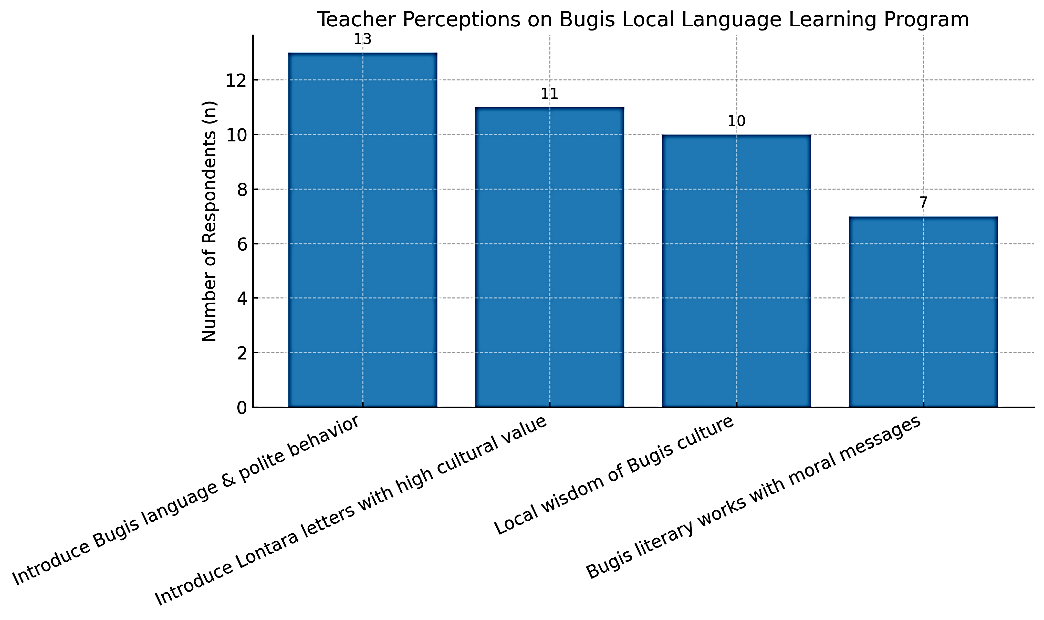 Teacher Perceptions on Bugis Local Language Learning Program
13
11
10
7
Number of Respondents (n)
12
10
8
6
4
2
0
Introduce Bugis language & polite behavior
Introduce Lontara letters with high cultural value
Local wisdom of Bugis culture
Bugis literary works with moral messages